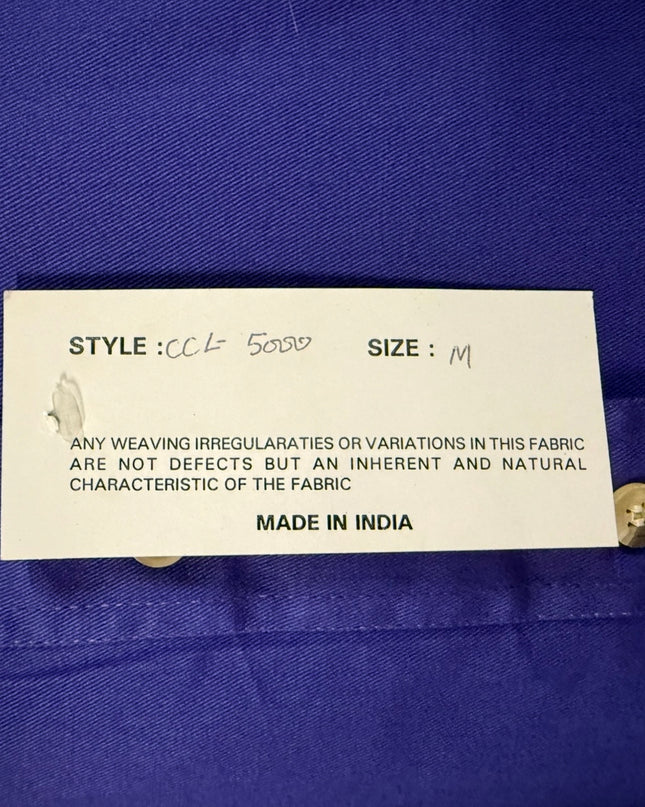 STYLE : CCL 5000 SIZE : M
ANY WEAVING IRREGULARATIES OR VARIATIONS IN THIS FABRIC
ARE NOT DEFECTS BUT AN INHERENT AND NATURAL
CHARACTERISTIC OF THE FABRIC
MADE IN INDIA